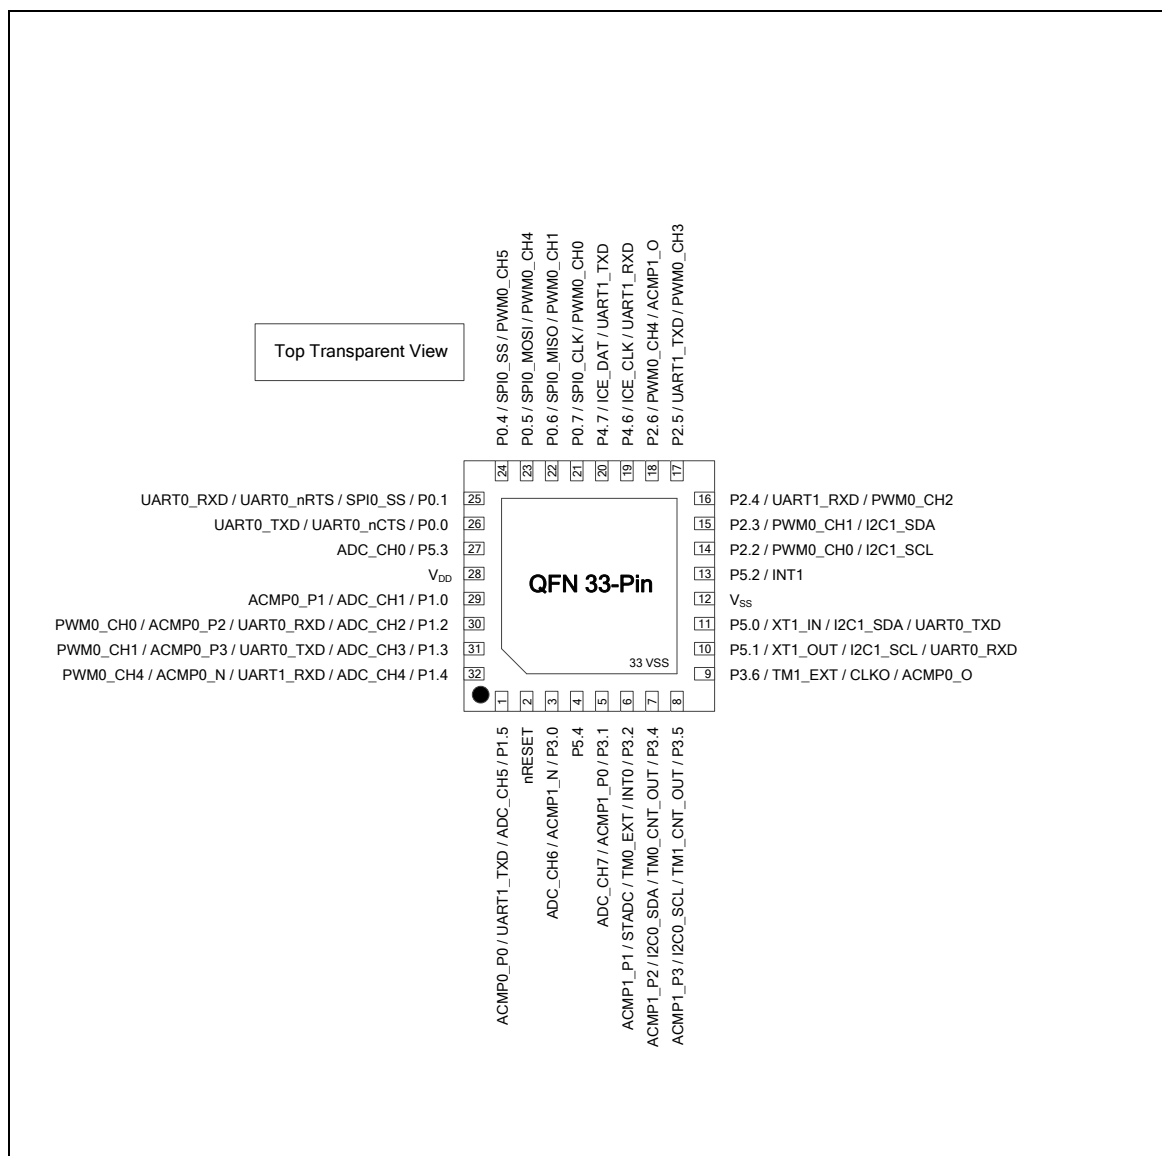 P0.4 / SPI0_SS / PWM0_CH5
P0.5 / SPI0_MOSI / PWM0_CH4
P0.6 / SPI0_MISO / PWM0_CH1
P0.7 / SPI0_CLK / PWM0_CH0
P4.7 / ICE_DAT / UART1_TXD
P4.6 / ICE_CLK / UART1_RXD
P2.6 / PWM0_CH4 / ACMP1_O
P2.5 / UART1_TXD / PWM0_CH3
Top Transparent View
24 23 22 21 20 19 18 17
UART0_RXD / UART0_nRTS / SPI0_SS / P0.1 25
UART0_TXD / UART0_nCTS / P0.0 26
ADC_CH0 / P5.3 27
VDD 28
ACMP0_P1 / ADC_CH1 / P1.0 29
PWM0_CH0 / ACMP0_P2 / UART0_RXD / ADC_CH2 / P1.2 30
PWM0_CH1 / ACMP0_P3 / UART0_TXD / ADC_CH3 / P1.3 31
PWM0_CH4 / ACMP0_N / UART1_RXD / ADC_CH4 / P1.4 32
QFN 33-Pin
33 VSS
16 P2.4 / UART1_RXD / PWM0_CH2
15 P2.3 / PWM0_CH1 / I2C1_SDA
14 P2.2 / PWM0_CH0 / I2C1_SCL
13 P5.2 / INT1
12 VSS
11 P5.0 / XT1_IN / I2C1_SDA / UART0_TXD
10 P5.1 / XT1_OUT / I2C1_SCL / UART0_RXD
9 P3.6 / TM1_EXT / CLKO / ACMP0_O
1 2 3 4 5 6 7 8
ACMP0_P0 / UART1_TXD / ADC_CH5 / P1.5
nRESET
ADC_CH6 / ACMP1_N / P3.0
P5.4
ADC_CH7 / ACMP1_P0 / P3.1
ACMP1_P1 / STADC / TM0_EXT / INT0 / P3.2
ACMP1_P2 / I2C0_SDA / TM0_CNT_OUT / P3.4
ACMP1_P3 / I2C0_SCL / TM1_CNT_OUT / P3.5